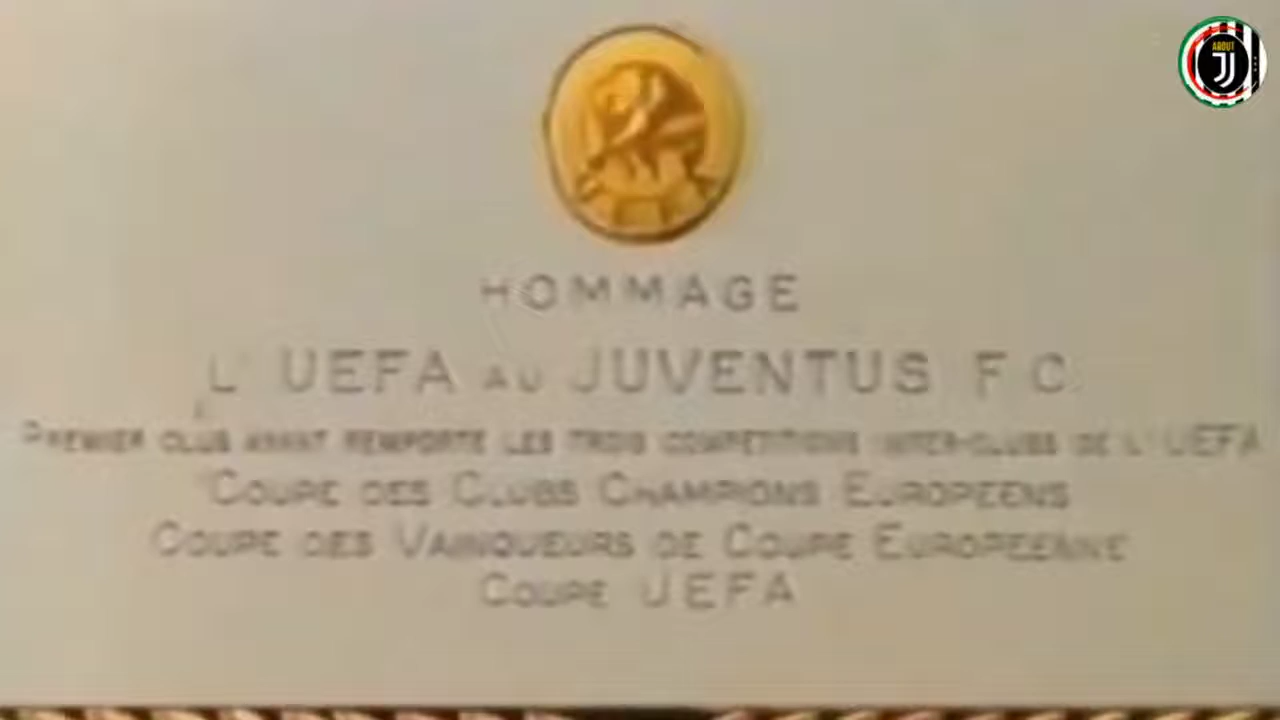 ABOUT
HOMMAGE
L' UEFA AU JUVENTUS F C
PREMIER CLUB AYANT REMPORTE LES TROIS COMPETITIONS INTER-CLUBS DE L' UEFA
COUPE DES CLUBS CHAMPIONS EUROPEENS
COUPE DES VAINQUEURS DE COUPE EUROPEENNE
COUPE UEFA